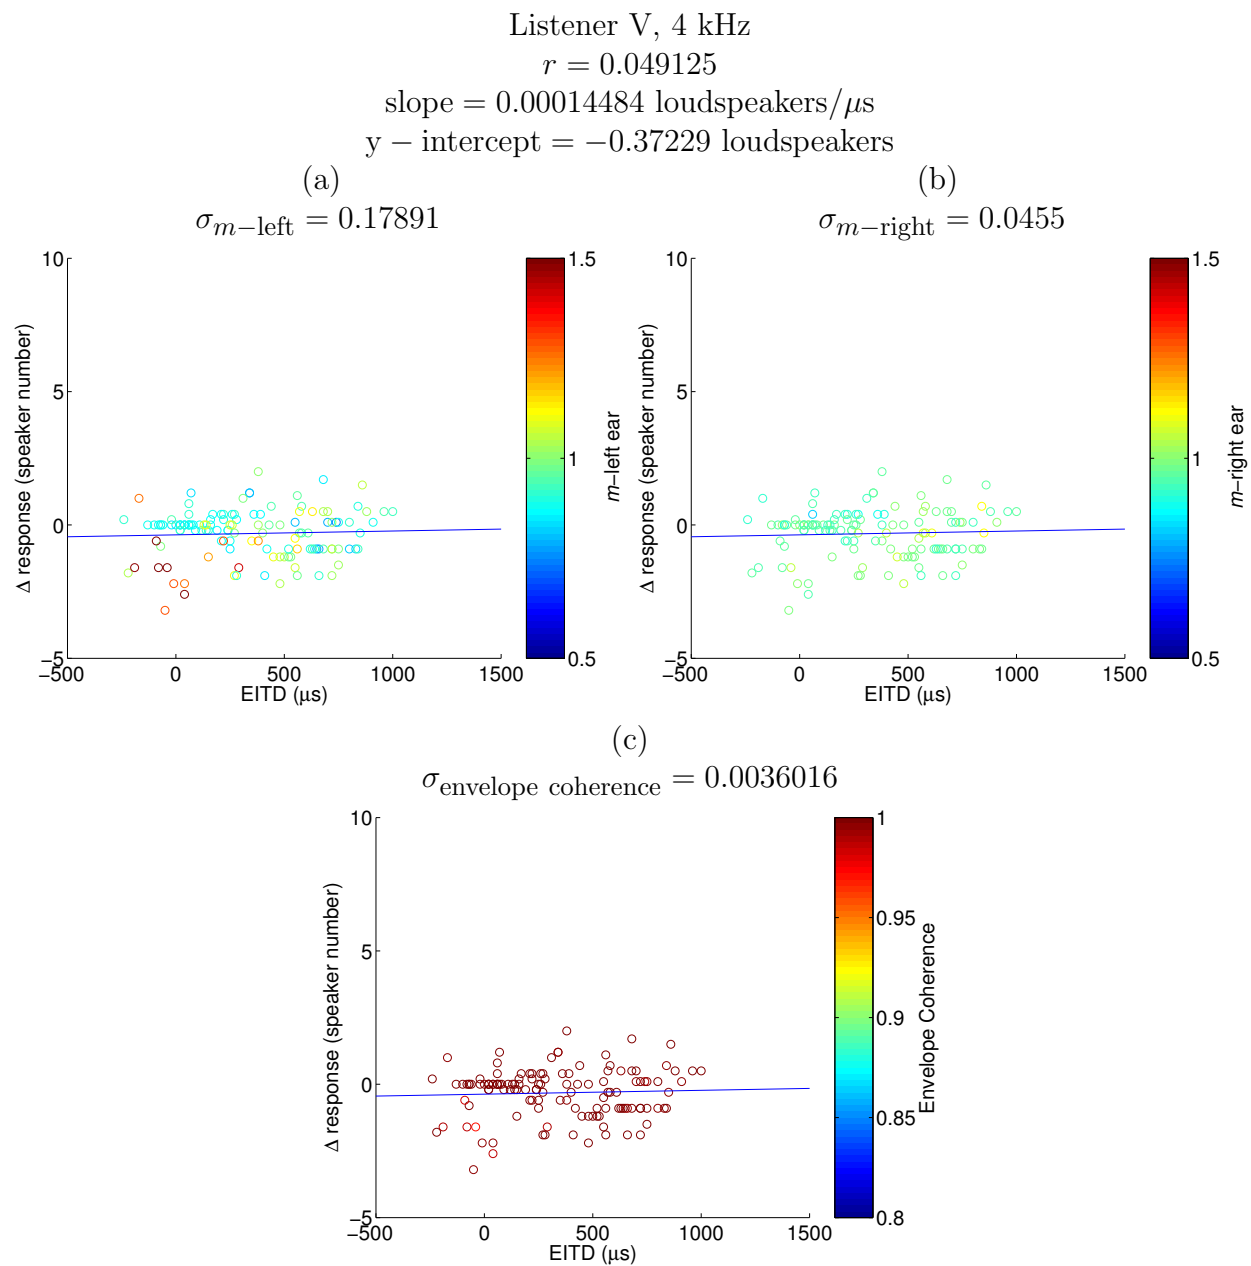 Listener V, 4 kHz
r = 0.049125
slope = 0.00014484 loudspeakers/μs
y − intercept = −0.37229 loudspeakers
(a)
σm−left = 0.17891
10
5
0
−5
−500
0
500
1000
1500
Δ response (speaker number)
EITD (μs)
1.5
1
0.5
m−left ear
(b)
σm−right = 0.0455
10
5
0
−5
−500
0
500
1000
1500
Δ response (speaker number)
EITD (μs)
1.5
1
0.5
m−right ear
(c)
σenvelope coherence = 0.0036016
10
5
0
−5
−500
0
500
1000
1500
Δ response (speaker number)
EITD (μs)
1
0.95
0.9
0.85
0.8
Envelope Coherence